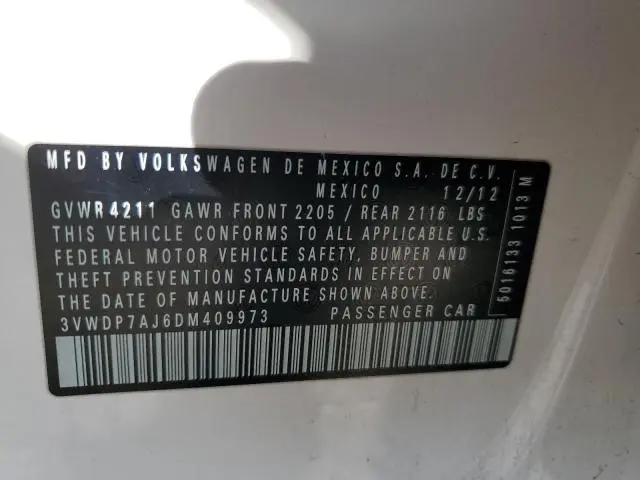 MFD BY VOLKSWAGEN DE MEXICO S.A. DE C.V.
MEXICO 12/12
GVWR 4211 GAWR FRONT 2205 / REAR 2116 LBS
THIS VEHICLE CONFORMS TO ALL APPLICABLE U.S.
FEDERAL MOTOR VEHICLE SAFETY, BUMPER AND
THEFT PREVENTION STANDARDS IN EFFECT ON
THE DATE OF MANUFACTURE SHOWN ABOVE.
3VWDP7AJ6DM409973 PASSENGER CAR
5016133 1013 M